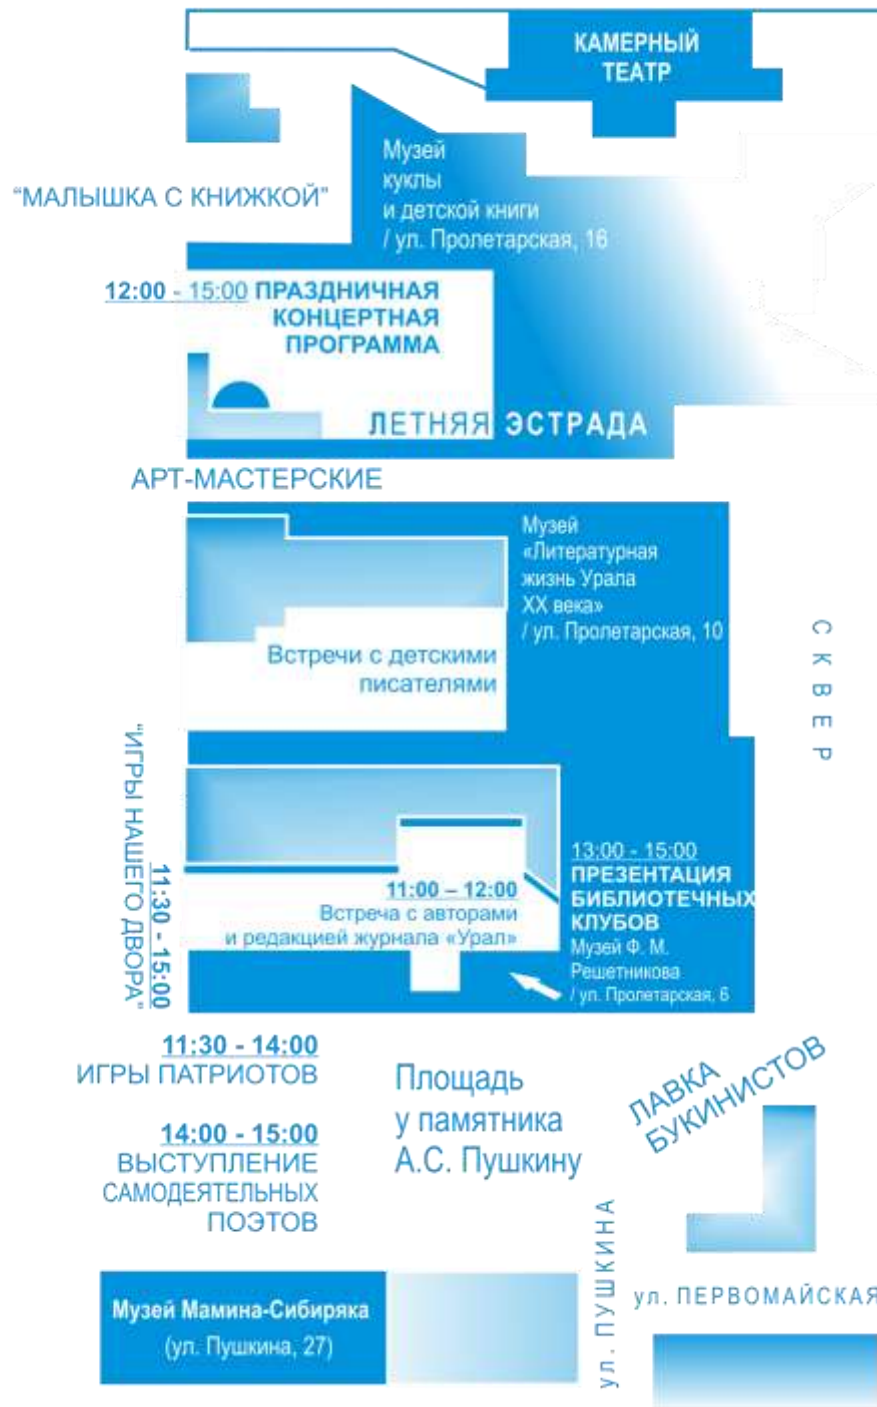 КАМЕРНЫЙ
ТЕАТР
Музей
куклы
и детской книги
/ ул. Пролетарская, 16
"МАЛЫШКА С КНИЖКОЙ"
12:00 - 15:00 ПРАЗДНИЧНАЯ
КОНЦЕРТНАЯ
ПРОГРАММА
ЛЕТНЯЯ ЭСТРАДА
АРТ-МАСТЕРСКИЕ
Музей
«Литературная
жизнь Урала
XX века»
/ ул. Пролетарская, 10
Встречи с детскими
писателями
СКВЕР
"ИГРЫ НАШЕГО ДВОРА"
11:30 - 15:00
11:00 – 12:00
Встреча с авторами
и редакцией журнала «Урал»
13:00 - 15:00
ПРЕЗЕНТАЦИЯ
БИБЛИОТЕЧНЫХ
КЛУБОВ
Музей Ф. М.
Решетникова
/ ул. Пролетарская, 6
11:30 - 14:00
ИГРЫ ПАТРИОТОВ
14:00 - 15:00
ВЫСТУПЛЕНИЕ
САМОДЕЯТЕЛЬНЫХ
ПОЭТОВ
Площадь
у памятника
А.С. Пушкину
ЛАВКА
БУКИНИСТОВ
ул. ПУШКИНА
ул. ПЕРВОМАЙСКАЯ
Музей Мамина-Сибиряка
(ул. Пушкина, 27)